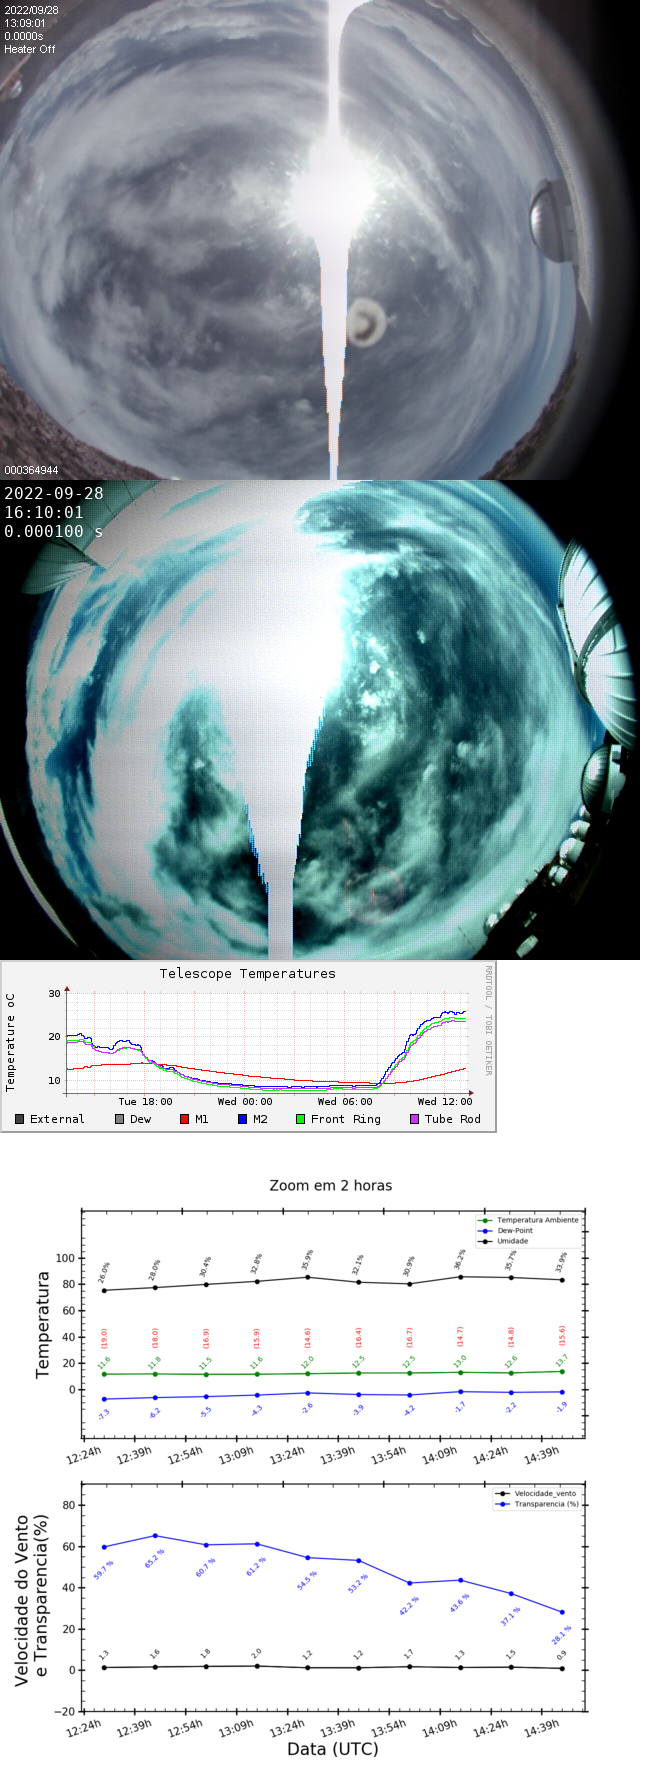 2022/09/28
13:09:01
0.0000s
Heater Off
000364944
2022-09-28
16:10:01
0.000100 s
Telescope Temperatures
RRDTOOL / TOBI OETIKER
Temperature oC
30
20
10
Tue 18:00 Wed 00:00 Wed 06:00 Wed 12:00
External Dew M1 M2 Front Ring Tube Rod
Zoom em 2 horas
Temperatura Ambiente
Dew-Point
Umidade
Temperatura
100
80
60
40
20
0
26.0% 28.0% 30.4% 32.8% 35.9% 32.1% 30.9% 36.2% 35.7% 33.9%
(19.0) (18.0) (16.9) (15.9) (14.6) (16.4) (16.7) (14.7) (14.8) (15.6)
11.6 11.8 11.5 11.6 12.0 12.5 12.5 13.0 12.6 13.7
-7.3 -6.2 -5.5 -4.3 -2.6 -3.9 -4.2 -1.7 -2.2 -1.9
12:24h 12:39h 12:54h 13:09h 13:24h 13:39h 13:54h 14:09h 14:24h 14:39h
Velocidade_vento
Transparencia (%)
Velocidade do Vento
e Transparencia(%)
80
60
40
20
0
−20
59.7 % 65.2 % 60.7 % 61.2 % 54.5 % 53.2 % 42.2 % 43.6 % 37.1 % 28.1 %
1.3 1.6 1.8 2.0 1.2 1.2 1.7 1.3 1.5 0.9
12:24h 12:39h 12:54h 13:09h 13:24h 13:39h 13:54h 14:09h 14:24h 14:39h
Data (UTC)